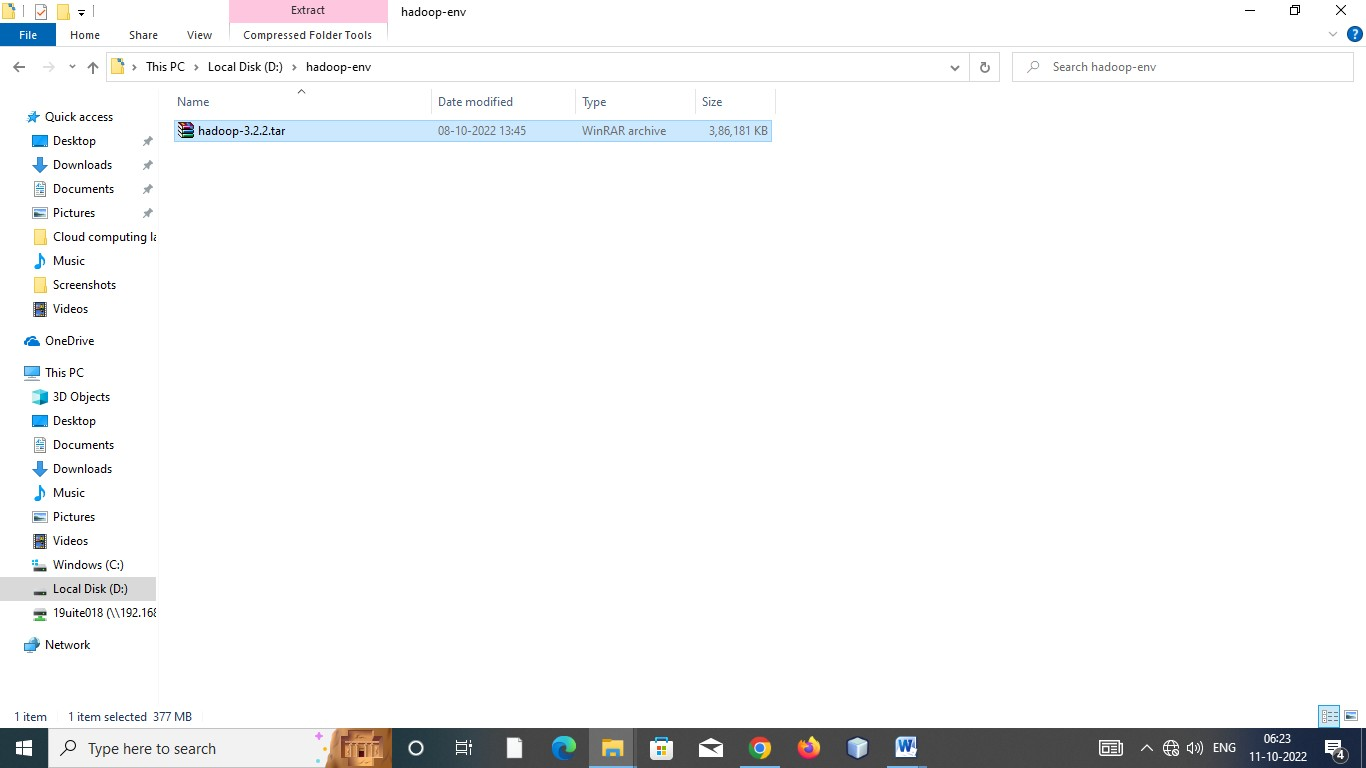 Extract
hadoop-env
File Home Share View Compressed Folder Tools
This PC Local Disk (D:) hadoop-env
Search hadoop-env
Name Date modified Type Size
hadoop-3.2.2.tar 08-10-2022 13:45 WinRAR archive 3,86,181 KB
Quick access
Desktop
Downloads
Documents
Pictures
Cloud computing la
Music
Screenshots
Videos
OneDrive
This PC
3D Objects
Desktop
Documents
Downloads
Music
Pictures
Videos
Windows (C:)
Local Disk (D:)
19uite018 (\\192.168
Network
1 item 1 item selected 377 MB
Type here to search
ENG
06:23
11-10-2022
4